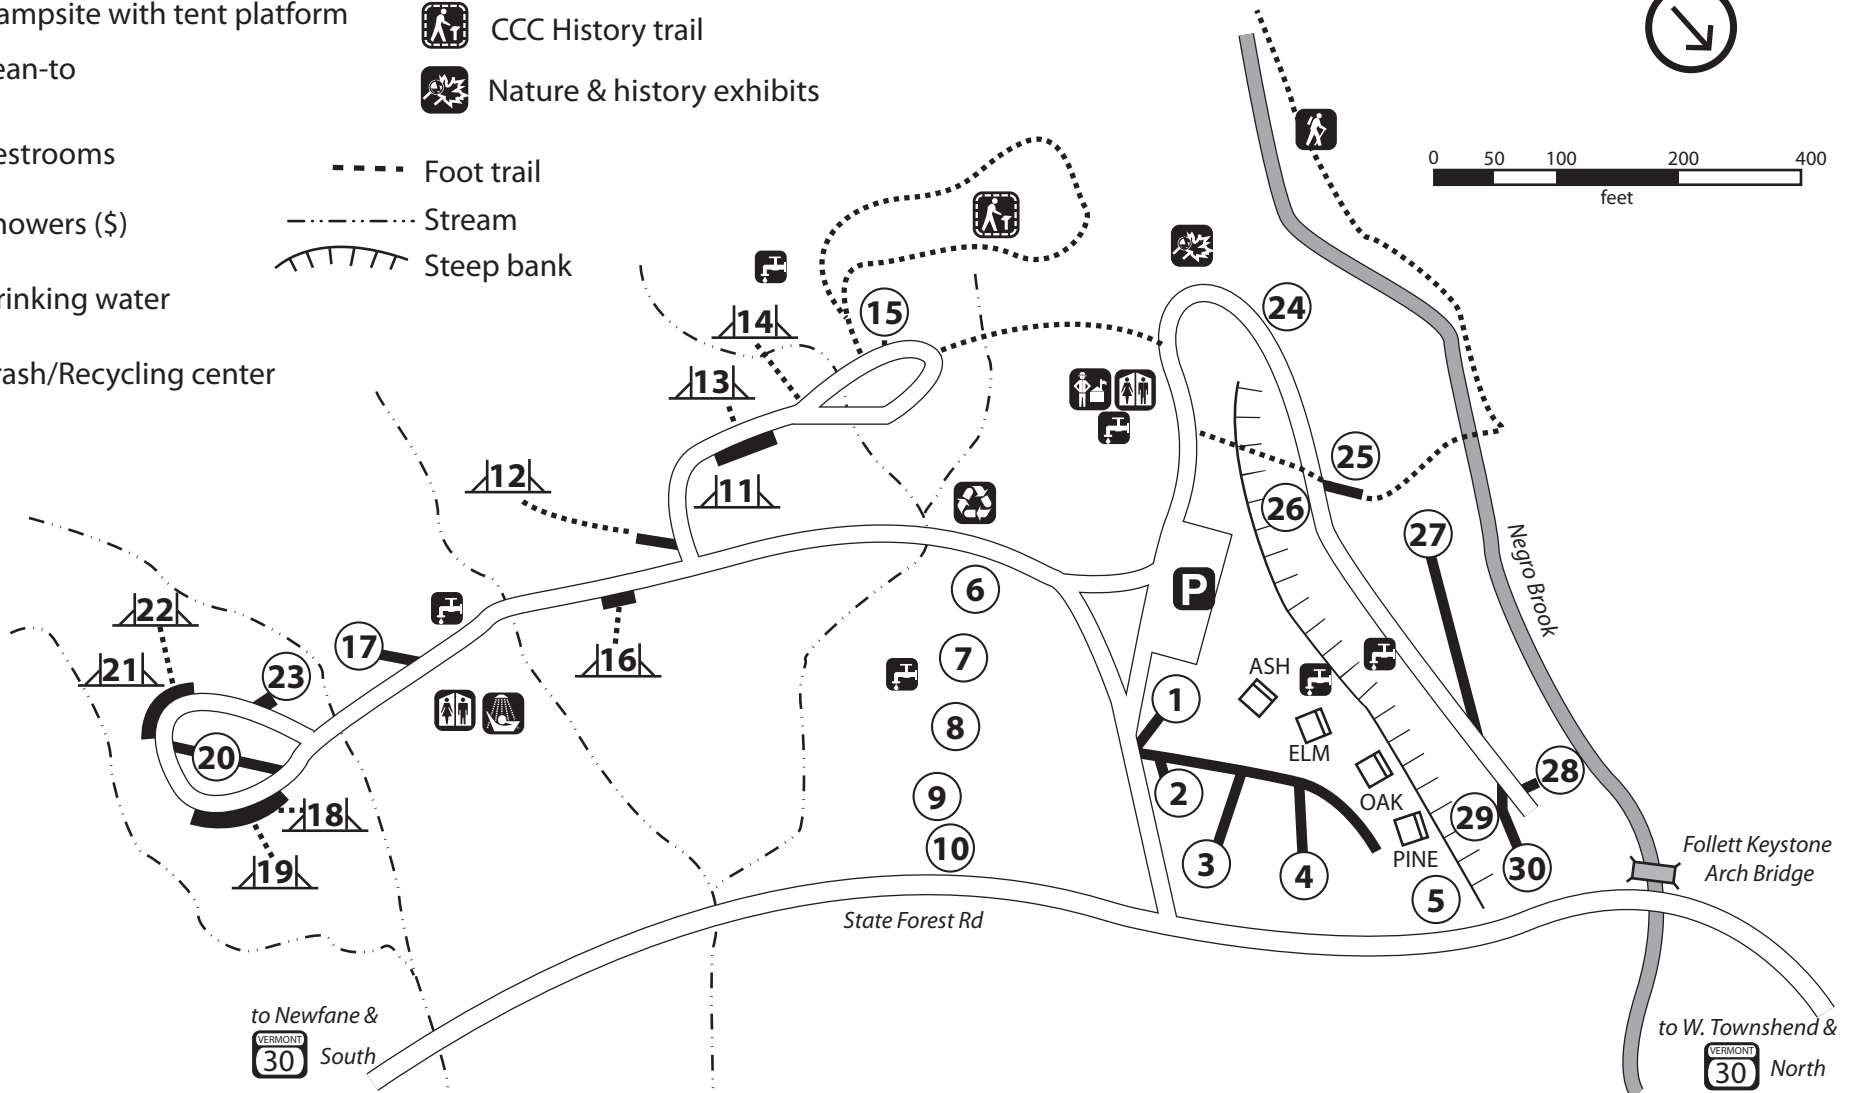 ampsite with tent platform
ean-to
estrooms
howers ($)
rinking water
rash/Recycling center
CCC History trail
Nature & history exhibits
Foot trail
Stream
Steep bank
0 50 100 200 400
feet
15
24
14
13
25
12
11
26
27
6
Negro Brook
P
22
17
16
7
21
23
ASH
1
8
ELM
20
28
2
9
OAK
18
29
10
PINE
3
4
30
19
5
Follett Keystone
Arch Bridge
State Forest Rd
to Newfane &
VERMONT
30 South
to W. Townshend &
VERMONT
30 North